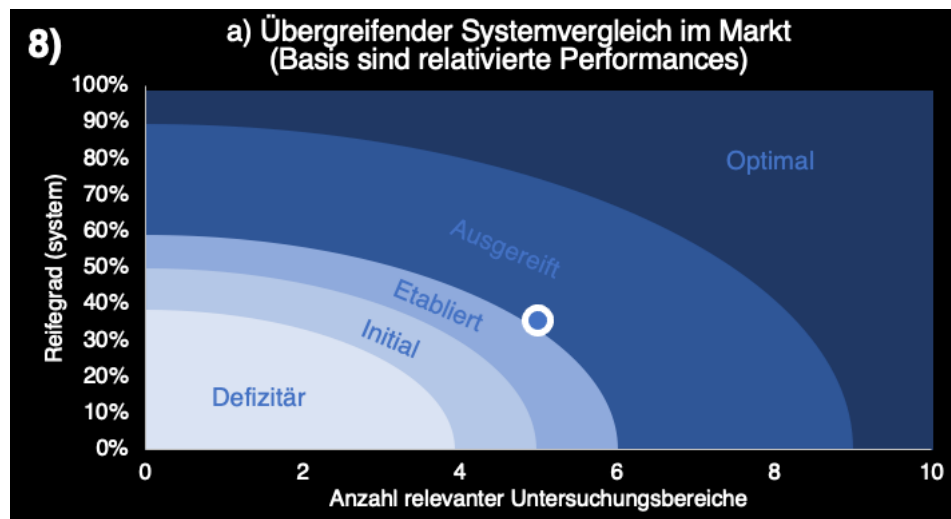 8)
a) Übergreifender Systemvergleich im Markt
(Basis sind relativierte Performances)
Reifegrad (system)
100%
90%
80%
70%
60%
50%
40%
30%
20%
10%
0%
Optimal
Ausgereift
Etabliert
Initial
Defizitär
0 2 4 6 8 10
Anzahl relevanter Untersuchungsbereiche